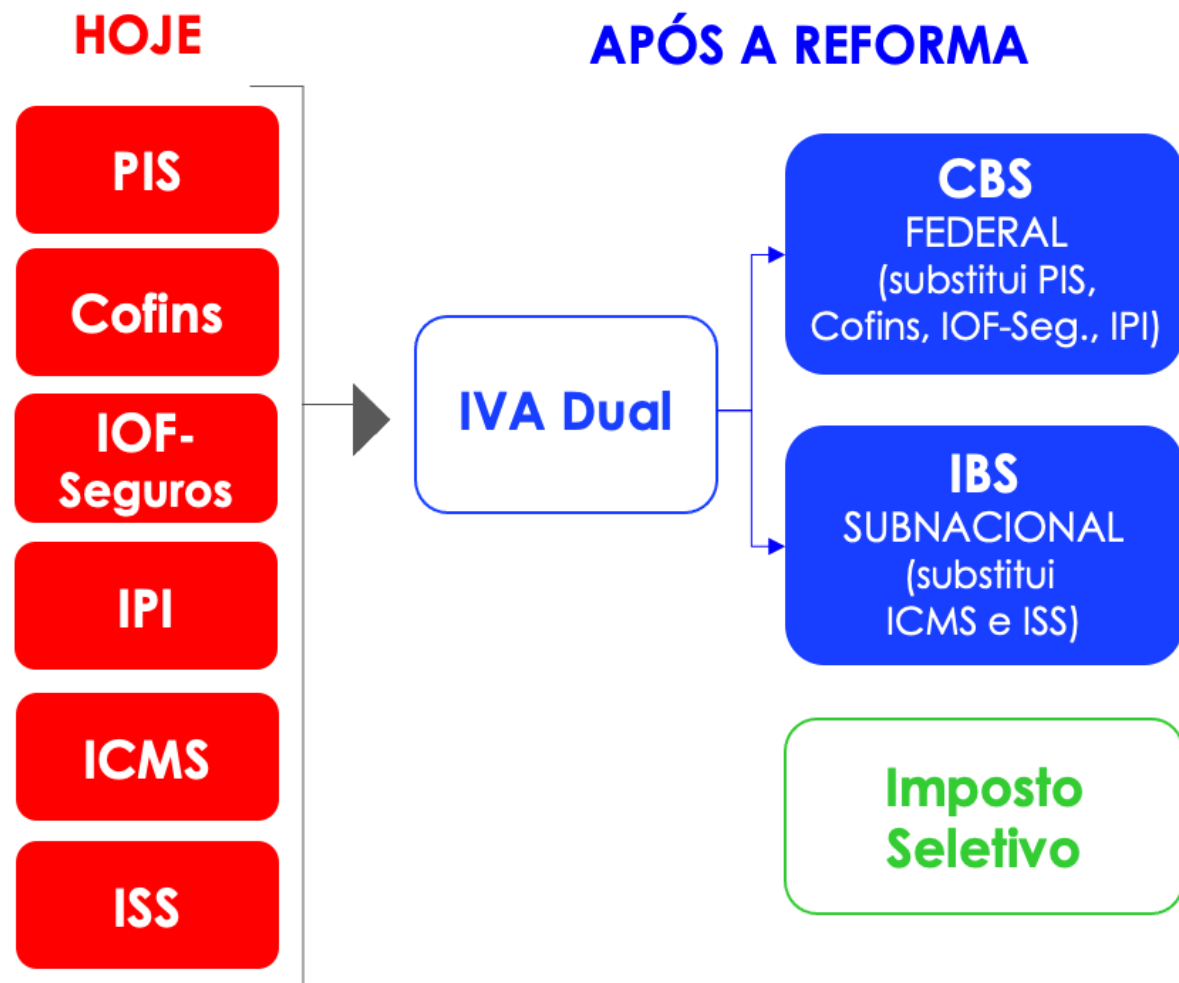 HOJE
APÓS A REFORMA
PIS
Cofins
IOF-
Seguros
IPI
ICMS
ISS
IVA Dual
CBS
FEDERAL
(substitui PIS,
Cofins, IOF-Seg., IPI)
IBS
SUBNACIONAL
(substitui
ICMS e ISS)
Imposto
Seletivo